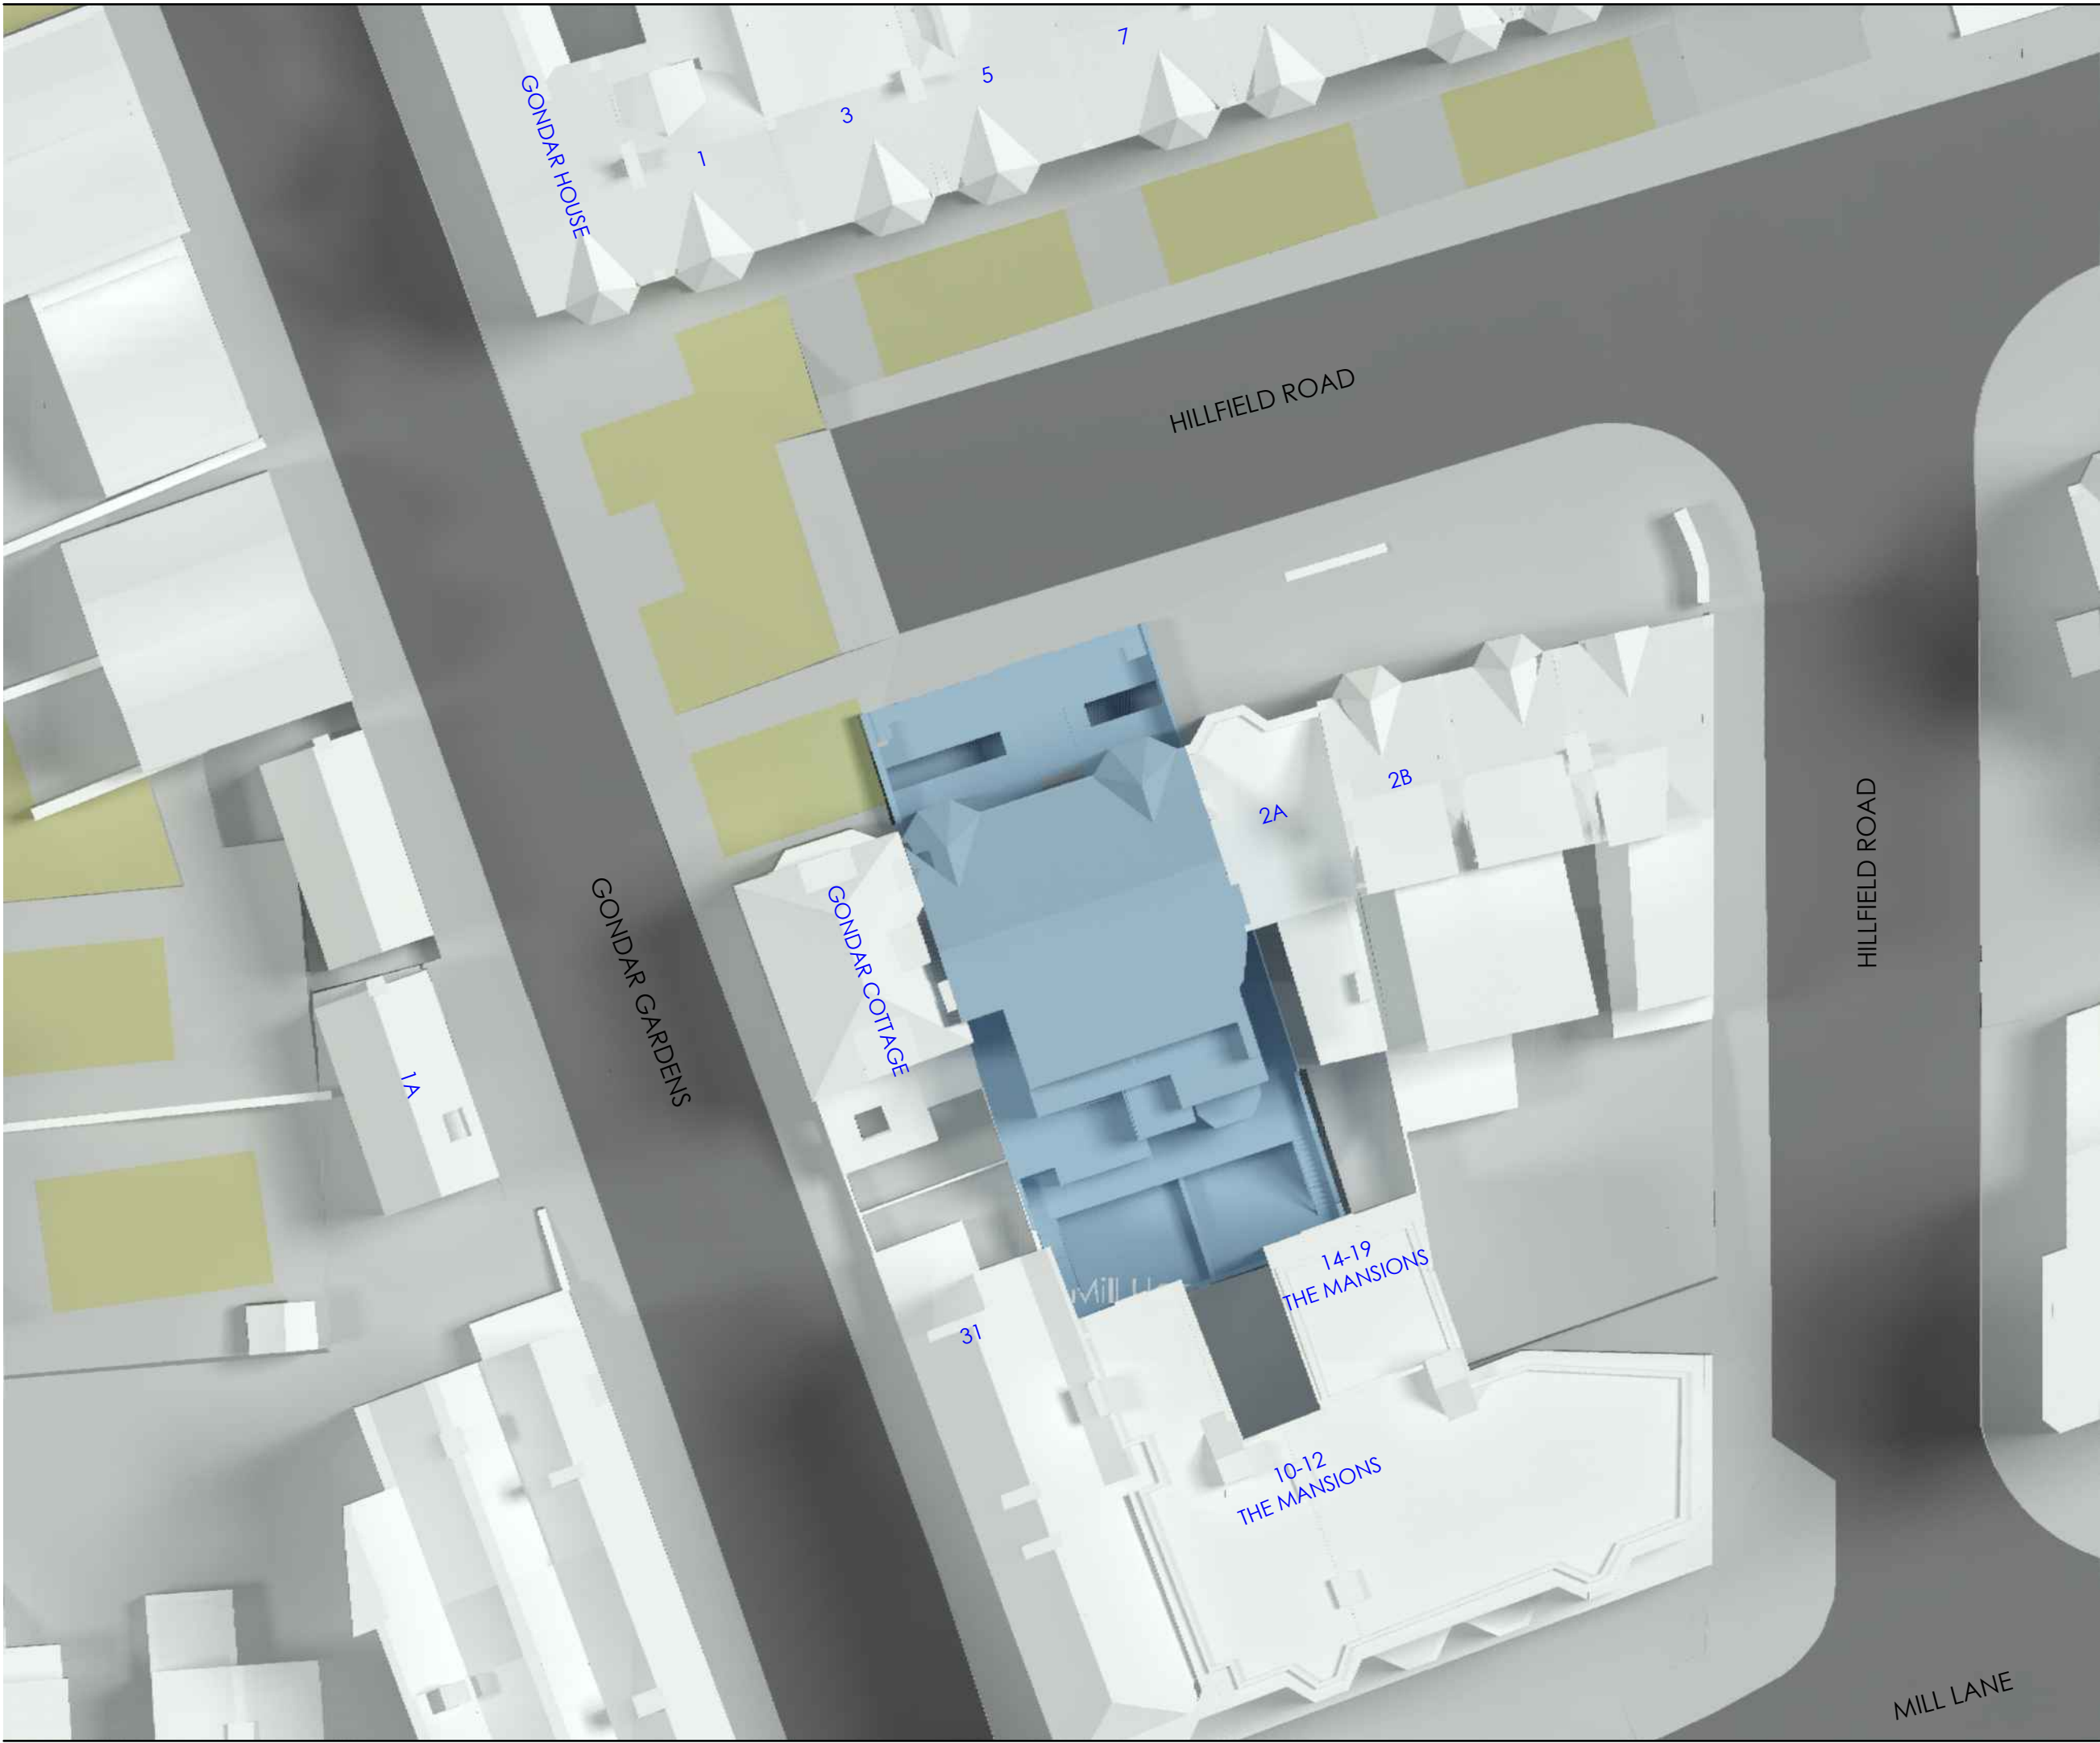 7
5
3
1
GONDAR HOUSE
HILLFIELD ROAD
2B
2A
HILLFIELD ROAD
GONDAR COTTAGE
GONDAR GARDENS
1A
14-19
THE MANSIONS
31
10-12
THE MANSIONS
MILL LANE